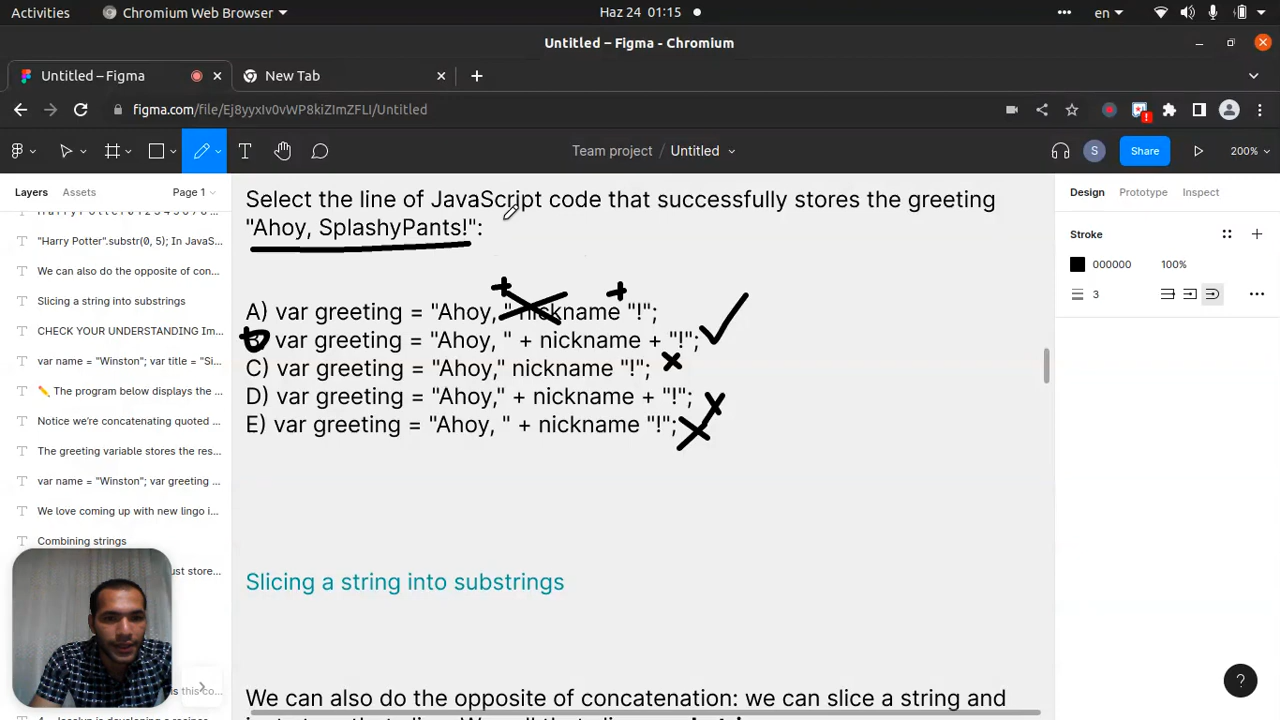 Activities
Chromium Web Browser
Haz 24 01:15
en
Untitled – Figma - Chromium
Untitled – Figma
New Tab
figma.com/file/Ej8yyxIv0vWP8kiZImZFLI/Untitled
Team project / Untitled
S
Share
200%
Layers
Assets
Page 1
Design
Prototype
Inspect
"Harry Potter".substr(0, 5); In JavaS...
We can also do the opposite of con...
Slicing a string into substrings
CHECK YOUR UNDERSTANDING Im...
var name = "Winston"; var title = "Si...
✏️ The program below displays the ...
Notice we're concatenating quoted ...
The greeting variable stores the res...
var name = "Winston"; var greeting ...
We love coming up with new lingo i...
Combining strings
Select the line of JavaScript code that successfully stores the greeting
"Ahoy, SplashyPants!":
+ +
A) var greeting = "Ahoy, " nickname "!";
B) var greeting = "Ahoy, " + nickname + "!";
C) var greeting = "Ahoy," nickname "!";
D) var greeting = "Ahoy," + nickname + "!";
E) var greeting = "Ahoy, " + nickname "!";
Slicing a string into substrings
We can also do the opposite of concatenation: we can slice a string and
Stroke
000000
100%
3
?